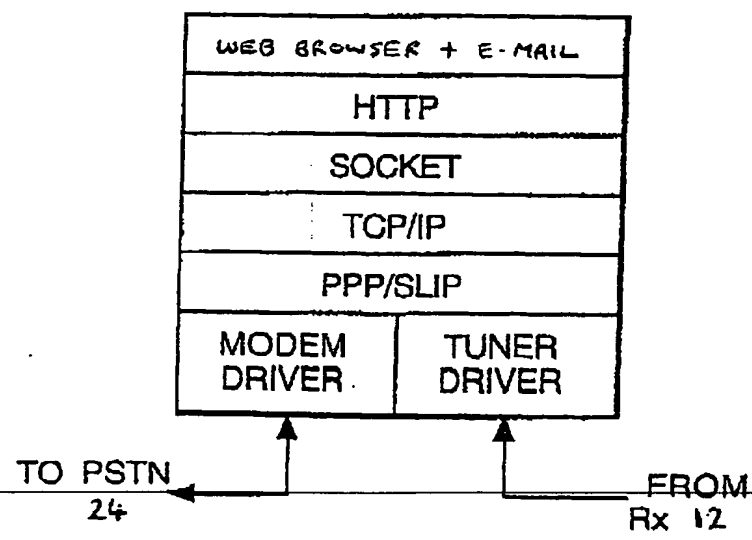 WEB BROWSER + E-MAIL
HTTP
SOCKET
TCP/IP
PPP/SLIP
MODEM
DRIVER
TUNER
DRIVER
TO PSTN
24
FROM
Rx 12